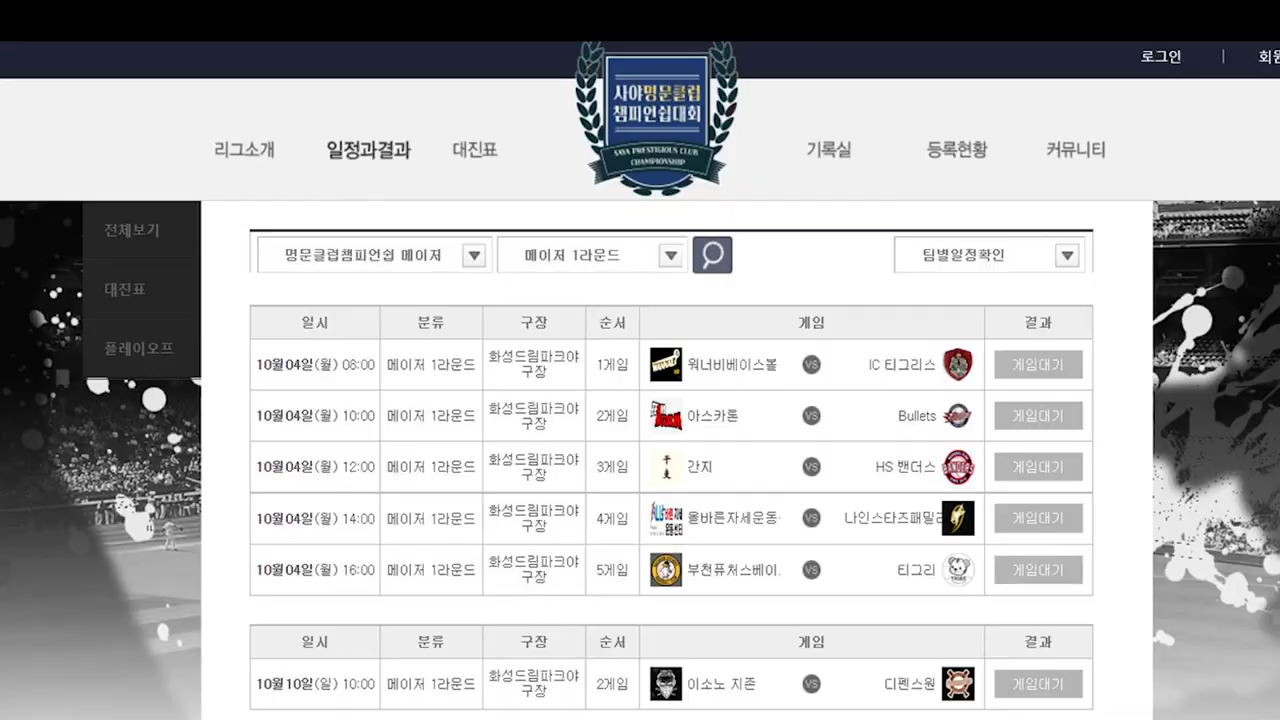 로그인 | 회원
사야명문클럽
챔피언쉽대회
SAYA PRESTIGIOUS CLUB
CHAMPIONSHIP
리그소개 일정과결과 대진표 기록실 등록현황 커뮤니티
전체보기
대진표
플레이오프
명문클럽챔피언쉽 메이저 메이저 1라운드 팀별일정확인
일시 분류 구장 순서 게임 결과
10월04일(월) 08:00 메이저 1라운드 화성드림파크야구장 1게임 워너비베이스볼 VS IC 티그리스 게임대기
10월04일(월) 10:00 메이저 1라운드 화성드림파크야구장 2게임 야스카론 VS Bullets 게임대기
10월04일(월) 12:00 메이저 1라운드 화성드림파크야구장 3게임 간지 VS HS 밴더스 게임대기
10월04일(월) 14:00 메이저 1라운드 화성드림파크야구장 4게임 올바른자세운동 VS 나인스타즈패밀리 게임대기
10월04일(월) 16:00 메이저 1라운드 화성드림파크야구장 5게임 부천퓨처스베이. VS 티그리 게임대기
일시 분류 구장 순서 게임 결과
10월10일(일) 10:00 메이저 1라운드 화성드림파크야구장 2게임 이소노 지존 VS 디펜스원 게임대기